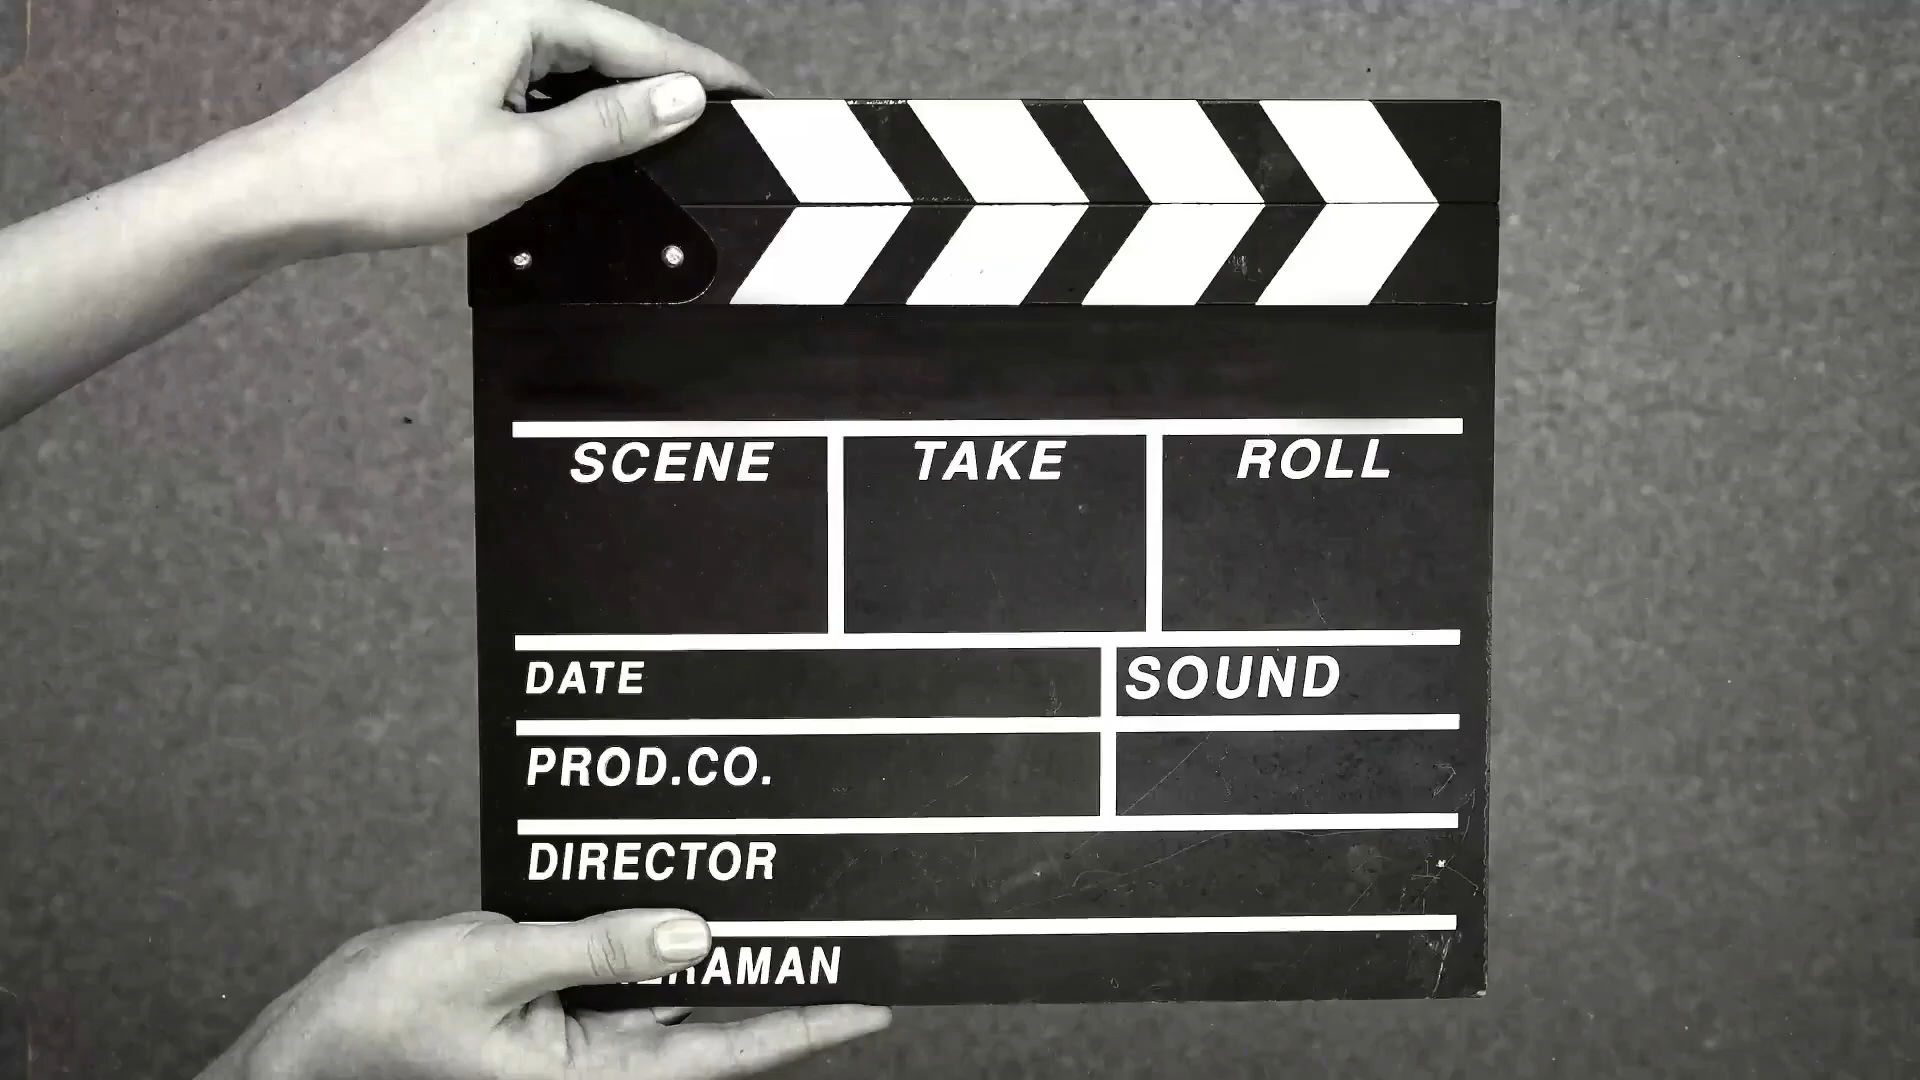 SCENE TAKE ROLL
DATE SOUND
PROD.CO.
DIRECTOR